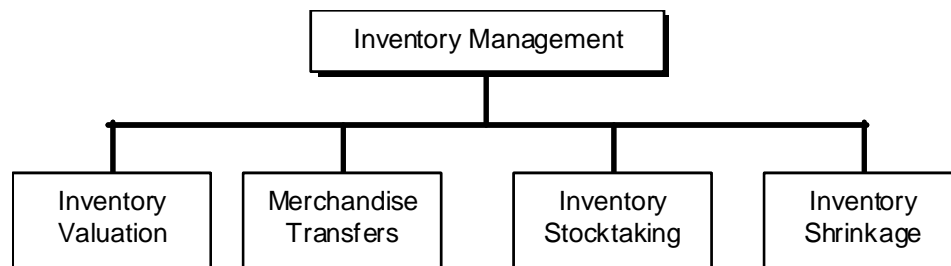 Inventory Management
Inventory
Valuation
Merchandise
Transfers
Inventory
Stocktaking
Inventory
Shrinkage